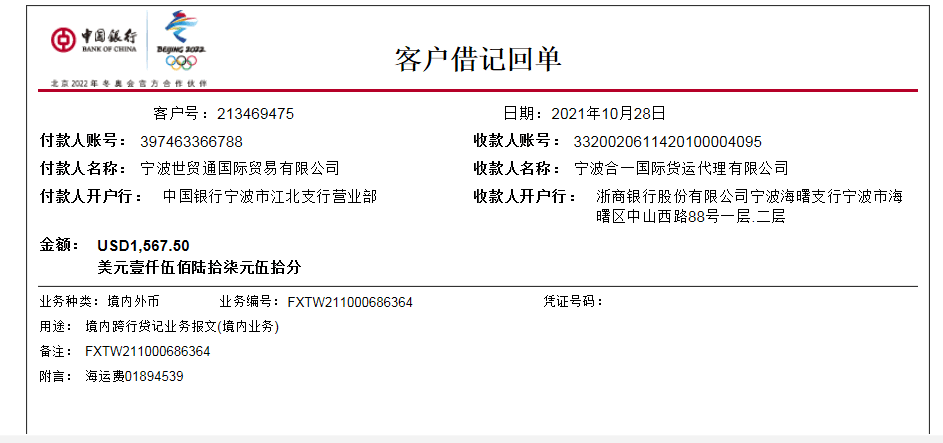 中国银行
BANK OF CHINA
BEIJING 2022
北京2022年冬奥会官方合作伙伴
客户借记回单
客户号：213469475 日期：2021年10月28日
付款人账号： 397463366788 收款人账号： 3320020611420100004095
付款人名称： 宁波世贸通国际贸易有限公司 收款人名称： 宁波合一国际货运代理有限公司
付款人开户行： 中国银行宁波市江北支行营业部 收款人开户行： 浙商银行股份有限公司宁波海曙支行宁波市海
曙区中山西路88号一层.二层
金额： USD1,567.50
美元壹仟伍佰陆拾柒元伍拾分
业务种类：境内外币 业务编号：FXTW211000686364 凭证号码：
用途： 境内跨行贷记业务报文(境内业务)
备注： FXTW211000686364
附言： 海运费01894539